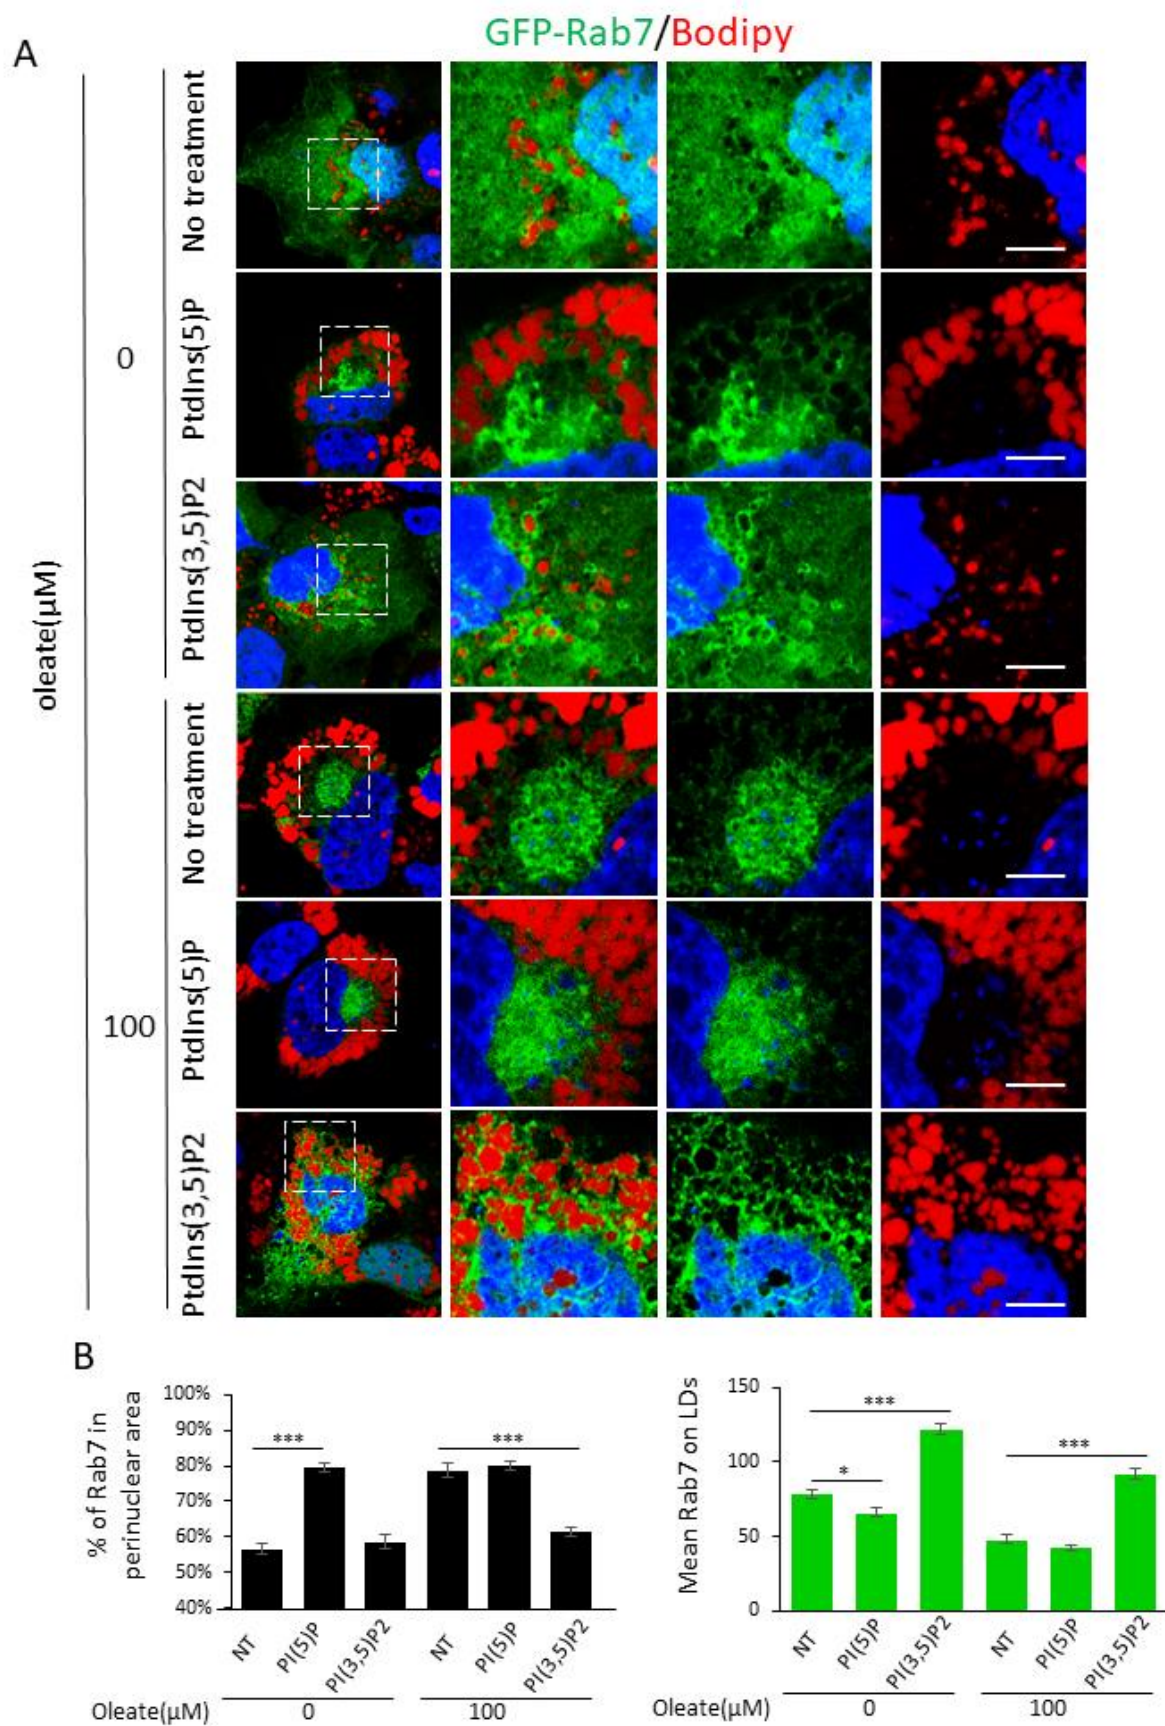 GFP-Rab7/Bodipy
A
oleate(µM)
0
No treatment
PtdIns(5)P
PtdIns(3,5)P2
100
No treatment
PtdIns(5)P
PtdIns(3,5)P2
B
% of Rab7 in
perinuclear area
100%
90%
80%
70%
60%
50%
40%
***
***
NT
PI(5)P
PI(3,5)P2
NT
PI(5)P
PI(3,5)P2
Oleate(µM)
0
100
Mean Rab7 on LDs
150
100
50
0
***
*
***
NT
PI(5)P
PI(3,5)P2
NT
PI(5)P
PI(3,5)P2
Oleate(µM)
0
100